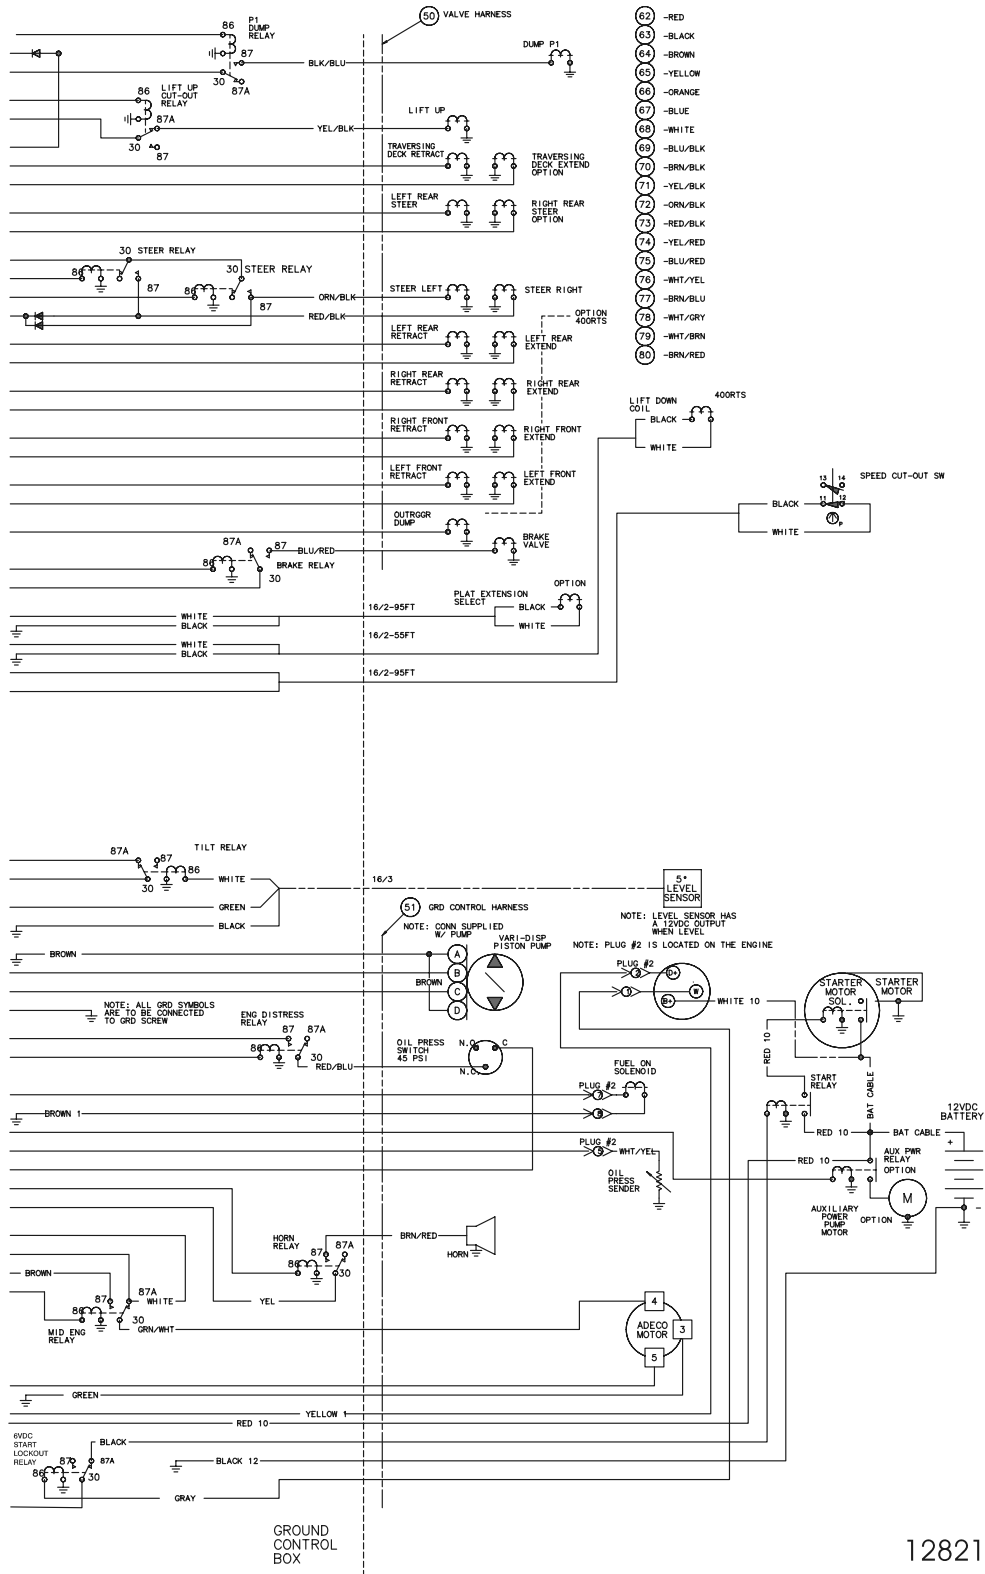 50 VALVE HARNESS
86
P1
DUMP
RELAY
87
30
87A
BLK/BLU
DUMP P1
86
LIFT UP
CUT-OUT
RELAY
87A
30
87
YEL/BLK
LIFT UP
TRAVERSING
DECK RETRACT
TRAVERSING
DECK EXTEND
OPTION
LEFT REAR
STEER
RIGHT REAR
STEER
OPTION
30 STEER RELAY
86
87
30 STEER RELAY
86
87
ORN/BLK
STEER LEFT
STEER RIGHT
RED/BLK
OPTION
400RTS
LEFT REAR
RETRACT
LEFT REAR
EXTEND
RIGHT REAR
RETRACT
RIGHT REAR
EXTEND
RIGHT FRONT
RETRACT
RIGHT FRONT
EXTEND
LEFT FRONT
RETRACT
LEFT FRONT
EXTEND
OUTRGGR
DUMP
BRAKE
VALVE
87A
87
BLU/RED
86
BRAKE RELAY
30
PLAT EXTENSION
SELECT
OPTION
BLACK
WHITE
16/2-95FT
WHITE
BLACK
16/2-55FT
WHITE
BLACK
16/2-95FT
62 -RED
63 -BLACK
64 -BROWN
65 -YELLOW
66 -ORANGE
67 -BLUE
68 -WHITE
69 -BLU/BLK
70 -BRN/BLK
71 -YEL/BLK
72 -ORN/BLK
73 -RED/BLK
74 -YEL/RED
75 -BLU/RED
76 -WHT/YEL
77 -BRN/BLU
78 -WHT/GRY
79 -WHT/BRN
80 -BRN/RED
LIFT DOWN
COIL
400RTS
BLACK
WHITE
13 14
SPEED CUT-OUT SW
BLACK
11 12
P
WHITE
TILT RELAY
87A
87
86
30
WHITE
GREEN
BLACK
16/3
5°
LEVEL
SENSOR
NOTE: LEVEL SENSOR HAS
A 12VDC OUTPUT
WHEN LEVEL
51 GRD CONTROL HARNESS
NOTE: CONN SUPPLIED
W/ PUMP
VARI-DISP
PISTON PUMP
BROWN
A
B
C
D
BROWN
NOTE: PLUG #2 IS LOCATED ON THE ENGINE
PLUG #2
2
D+
1
W
B+
WHITE 10
STARTER
MOTOR
SOL.
STARTER
MOTOR
NOTE: ALL GRD SYMBOLS
ARE TO BE CONNECTED
TO GRD SCREW
ENG DISTRESS
RELAY
87
87A
86
30
RED/BLU
OIL PRESS
SWITCH
45 PSI
N.O.
C
N.C.
FUEL ON
SOLENOID
PLUG #2
7
BROWN 1
PLUG #2
5
WHT/YEL
OIL
PRESS
SENDER
RED 10
START
RELAY
BAT CABLE
12VDC
BATTERY
RED 10
BAT CABLE
+
RED 10
AUX PWR
RELAY
OPTION
M
AUXILIARY
POWER
PUMP
MOTOR
OPTION
-
HORN
RELAY
87
87A
86
30
BRN/RED
HORN
BROWN
87
87A
WHITE
YEL
86
30
MID ENG
RELAY
GRN/WHT
ADECO
MOTOR
4
3
5
GREEN
YELLOW 1
RED 10
6VDC
START
LOCKOUT
RELAY
BLACK
87
87A
86
30
BLACK 12
GRAY
GROUND
CONTROL
BOX
12821